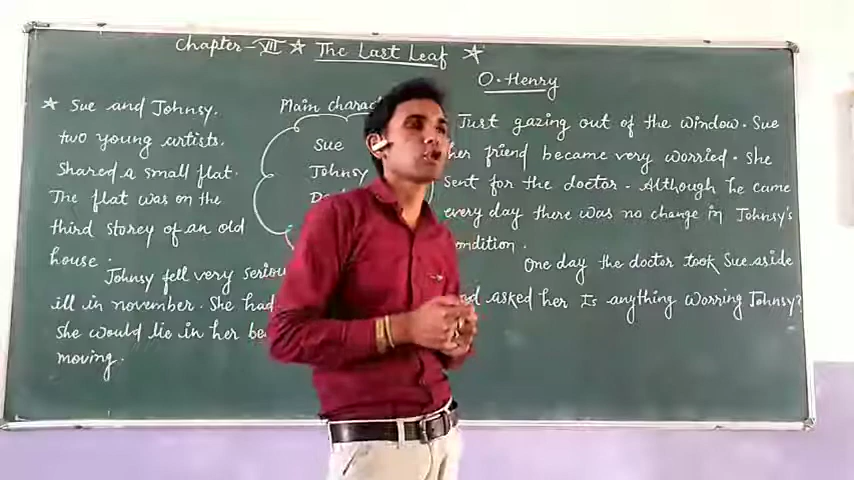 Chapter - VII ★ The Last Leaf ★
O. Henry
★ Sue and Johnsy.
two young artists.
Shared a small flat.
The flat was on the
third storey of an old
house.
Johnsy fell very
ill in november. She had
she would lie in her
moving.
Main
Sue
Johnsy
Just gazing out of the window. Sue
her friend became very worried. She
sent for the doctor. Although he came
every day there was no change in Johnsy's
condition.
One day the doctor took Sue aside
asked her Is anything worring Johnsy?